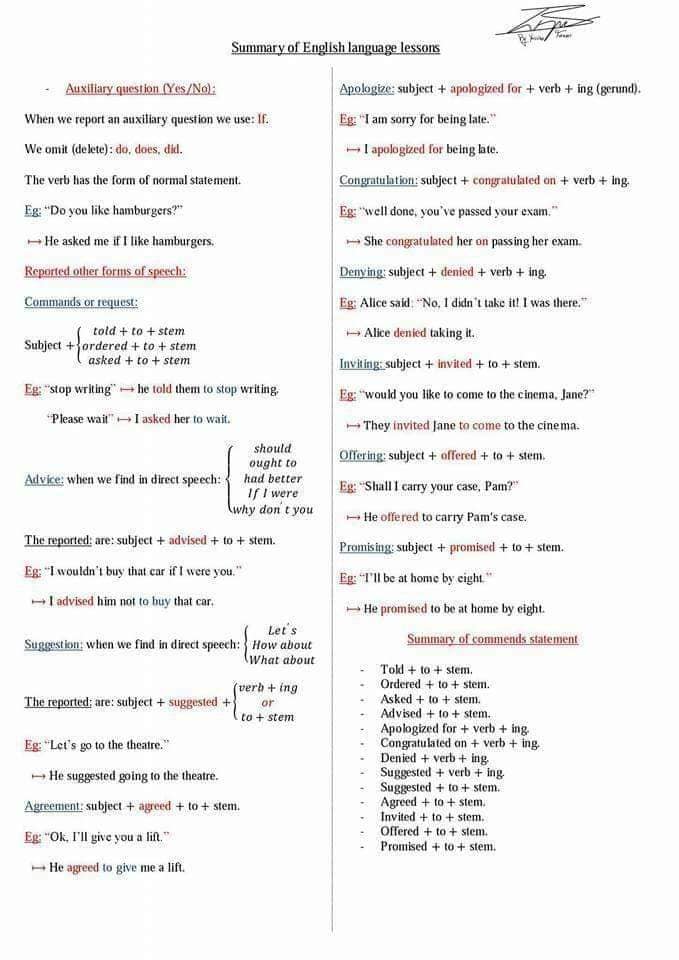 Summary of English language lessons
- Auxiliary question (Yes/No):
When we report an auxiliary question we use: If.
We omit (delete): do, does, did.
The verb has the form of normal statement.
Eg: "Do you like hamburgers?"
↦ He asked me if I like hamburgers.
Reported other forms of speech:
Commands or request:
told + to + stem
Subject + { ordered + to + stem
asked + to + stem
Eg: "stop writing" ↦ he told them to stop writing.
"Please wait" ↦ I asked her to wait.
should
ought to
Advice: when we find in direct speech: { had better
If I were
why don't you
The reported: are: subject + advised + to + stem.
Eg: "I wouldn't buy that car if I were you."
↦ I advised him not to buy that car.
Let's
Suggestion: when we find in direct speech: { How about
What about
verb + ing
The reported: are: subject + suggested + { or
to + stem
Eg: "Let's go to the theatre."
↦ He suggested going to the theatre.
Agreement: subject + agreed + to + stem.
Eg: "Ok, I'll give you a lift."
↦ He agreed to give me a lift.
Apologize: subject + apologized for + verb + ing (gerund).
Eg: "I am sorry for being late."
↦ I apologized for being late.
Congratulation: subject + congratulated on + verb + ing.
Eg: "well done, you've passed your exam."
↦ She congratulated her on passing her exam.
Denying: subject + denied + verb + ing.
Eg: Alice said: "No, I didn't take it! I was there."
↦ Alice denied taking it.
Inviting: subject + invited + to + stem.
Eg: "would you like to come to the cinema, Jane?"
↦ They invited Jane to come to the cinema.
Offering: subject + offered + to + stem.
Eg: "Shall I carry your case, Pam?"
↦ He offered to carry Pam's case.
Promising: subject + promised + to + stem.
Eg: "I'll be at home by eight."
↦ He promised to be at home by eight.
Summary of commends statement
- Told + to + stem.
- Ordered + to + stem.
- Asked + to + stem.
- Advised + to + stem.
- Apologized for + verb + ing.
- Congratulated on + verb + ing.
- Denied + verb + ing.
- Suggested + verb + ing.
- Suggested + to + stem.
- Agreed + to + stem.
- Invited + to + stem.
- Offered + to + stem.
- Promised + to + stem.